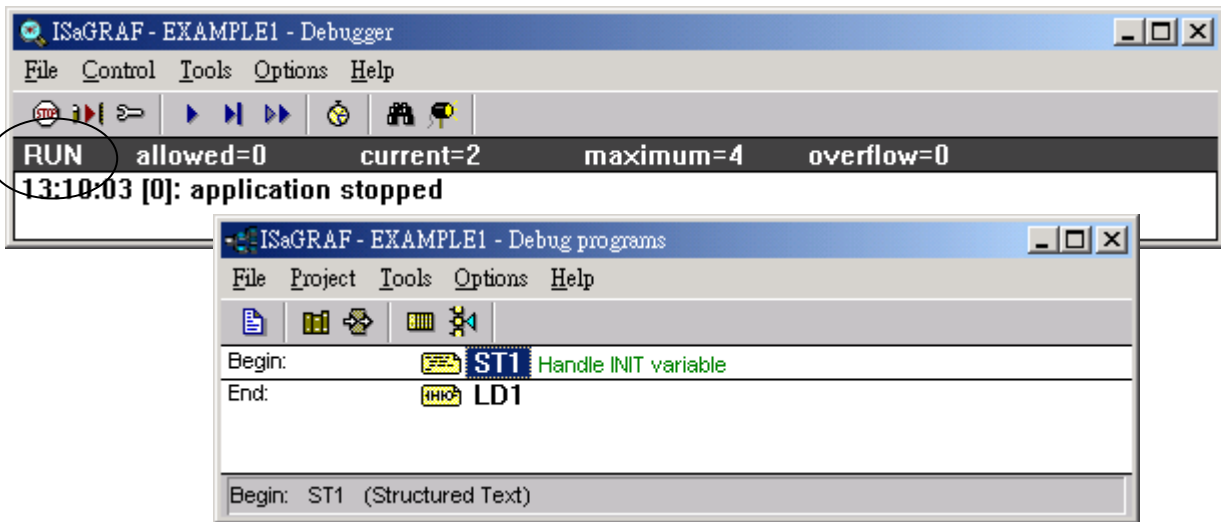 ISaGRAF - EXAMPLE1 - Debugger
File Control Tools Options Help
STOP
RUN allowed=0 current=2 maximum=4 overflow=0
13:10:03 [0]: application stopped
ISaGRAF - EXAMPLE1 - Debug programs
File Project Tools Options Help
Begin: ST1 Handle INIT variable
End: LD1
Begin: ST1 (Structured Text)